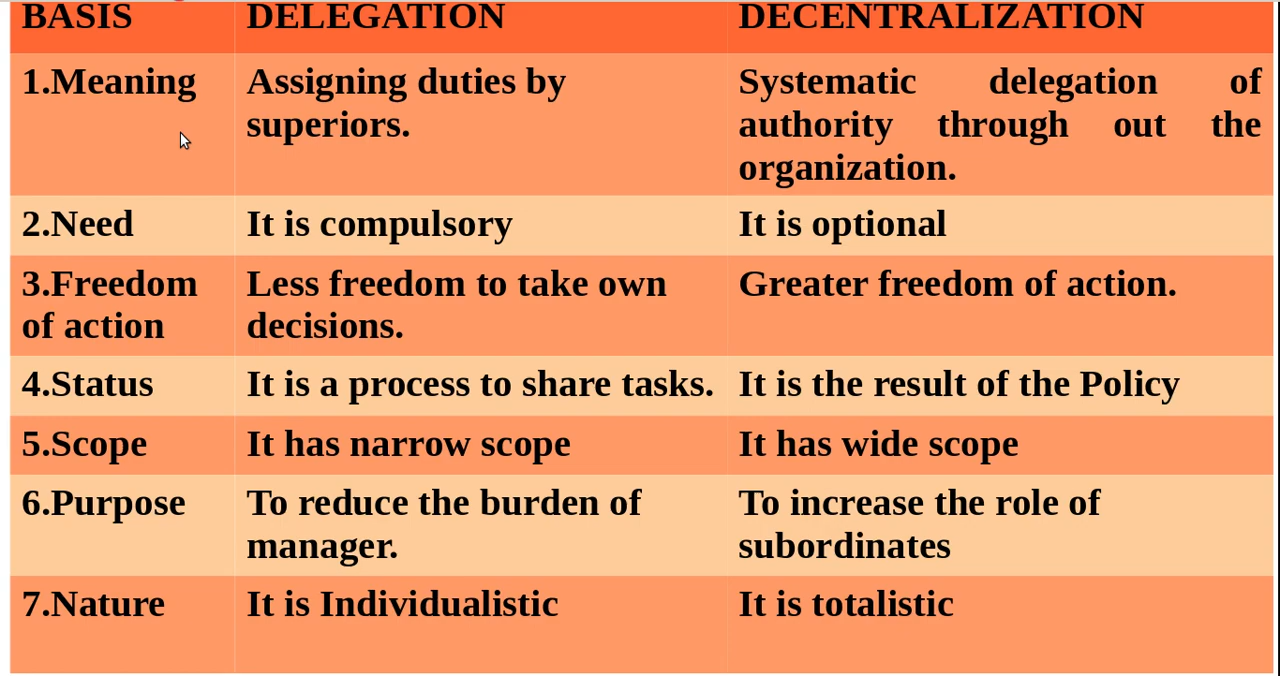 BASIS DELEGATION DECENTRALIZATION
1.Meaning Assigning duties by Systematic delegation of
superiors. authority through out the
organization.
2.Need It is compulsory It is optional
3.Freedom Less freedom to take own Greater freedom of action.
of action decisions.
4.Status It is a process to share tasks. It is the result of the Policy
5.Scope It has narrow scope It has wide scope
6.Purpose To reduce the burden of To increase the role of
manager. subordinates
7.Nature It is Individualistic It is totalistic